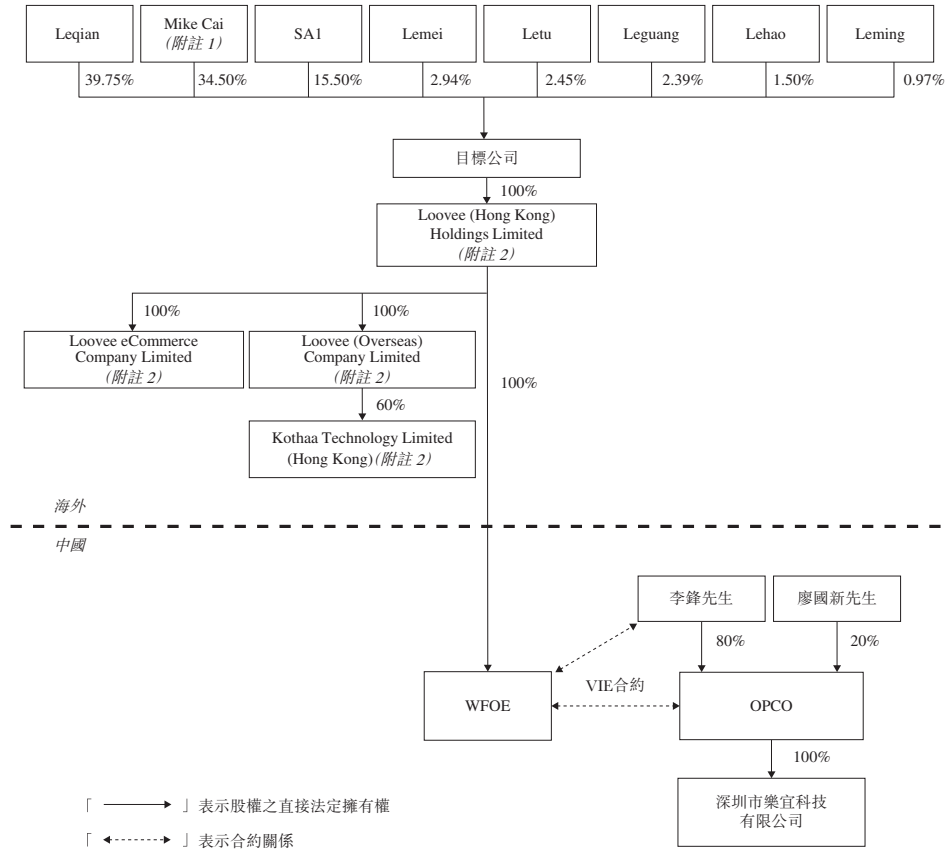 Leqian
Mike Cai
(附註 1)
SA1
Lemei
Letu
Leguang
Lehao
Leming
39.75%
34.50%
15.50%
2.94%
2.45%
2.39%
1.50%
0.97%
目標公司
100%
Loovee (Hong Kong)
Holdings Limited
(附註 2)
100%
100%
Loovee eCommerce
Company Limited
(附註 2)
Loovee (Overseas)
Company Limited
(附註 2)
100%
60%
Kothaa Technology Limited
(Hong Kong)(附註 2)
海外
中國
李鋒先生
廖國新先生
80%
20%
VIE合約
WFOE
OPCO
100%
深圳市樂宜科技
有限公司
「 」表示股權之直接法定擁有權
「 」表示合約關係